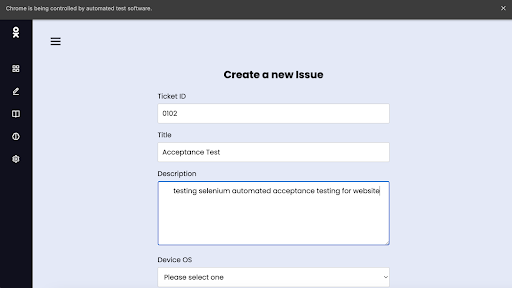 Chrome is being controlled by automated test software.
Create a new Issue
Ticket ID
0102
Title
Acceptance Test
Description
testing selenium automated acceptance testing for website
Device OS
Please select one